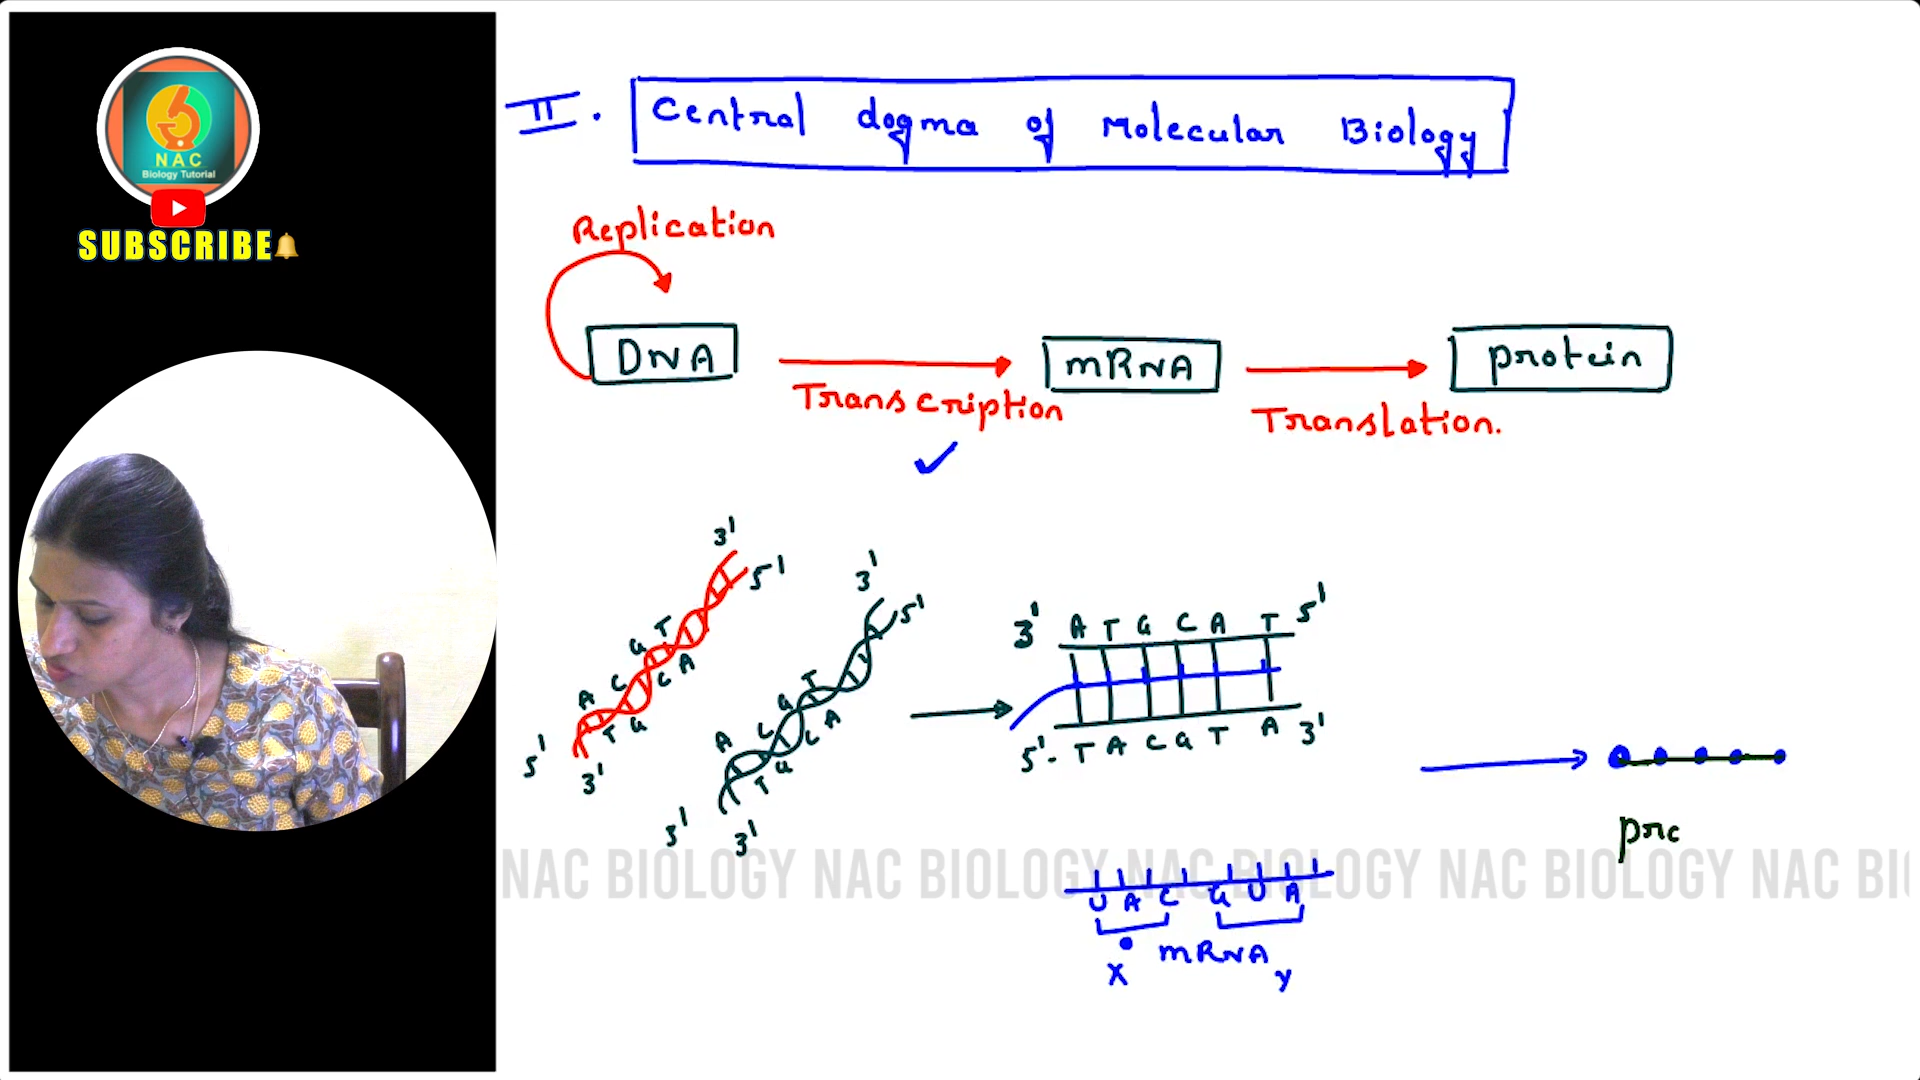 NAC
Biology Tutorial
SUBSCRIBE
II. Central dogma of Molecular Biology
Replication
DNA
mRNA
protein
Transcription
Translation.
3'
5'
T
G
A
C
C
A
G
T
5'
3'
3'
5'
T
G
A
C
C
A
G
T
3'
3'
3' A T G C A T 5'
5'- T A C G T A 3'
prc
NAC BIOLOGY NAC BIOLOGY NAC BIOLOGY NAC BIOLOGY NAC BI
U A C G U A
mRNA
X
Y